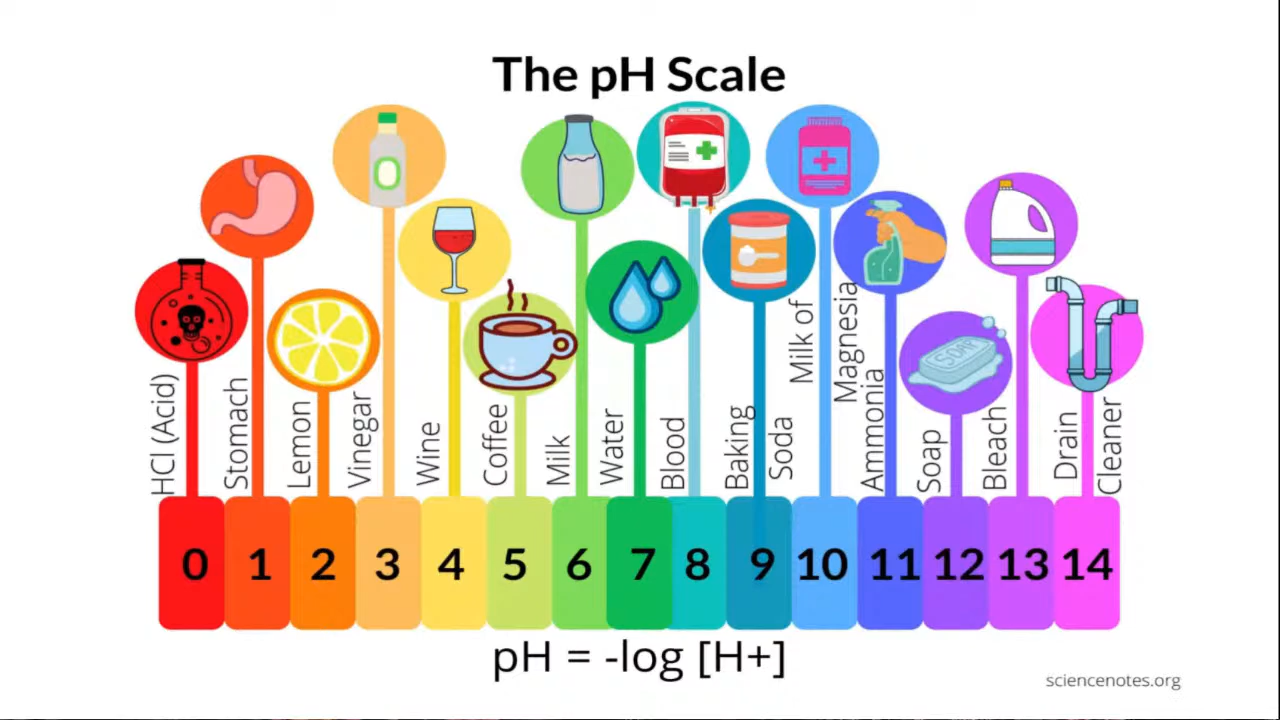 The pH Scale
HCl (Acid)
Stomach
Lemon
Vinegar
Wine
Coffee
Milk
Water
Blood
Baking
Soda
Milk of
Magnesia
Ammonia
Soap
SOAP
Bleach
Drain
Cleaner
0 1 2 3 4 5 6 7 8 9 10 11 12 13 14
pH = -log [H+]
sciencenotes.org